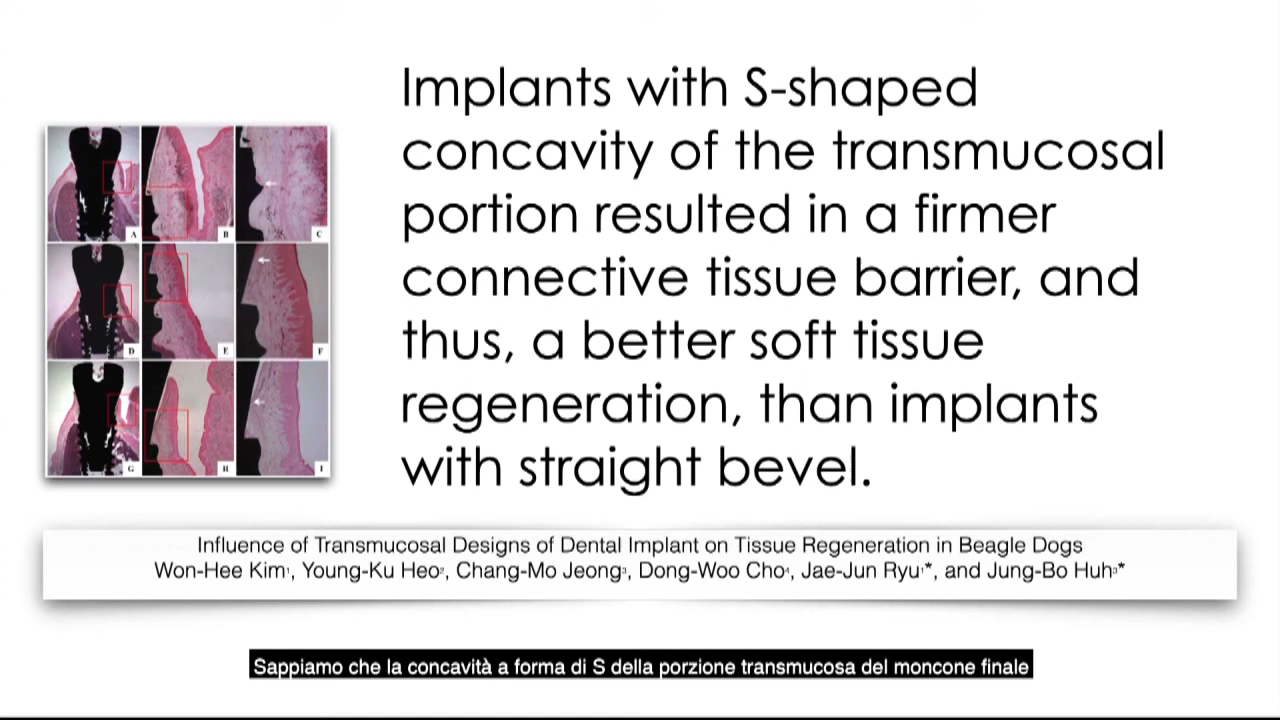 Implants with S-shaped
concavity of the transmucosal
portion resulted in a firmer
connective tissue barrier, and
thus, a better soft tissue
regeneration, than implants
with straight bevel.
A
B
C
D
E
F
G
H
I
Influence of Transmucosal Designs of Dental Implant on Tissue Regeneration in Beagle Dogs
Won-Hee Kim¹, Young-Ku Heo², Chang-Mo Jeong³, Dong-Woo Cho⁴, Jae-Jun Ryu¹*, and Jung-Bo Huh³*
Sappiamo che la concavità a forma di S della porzione transmucosa del moncone finale